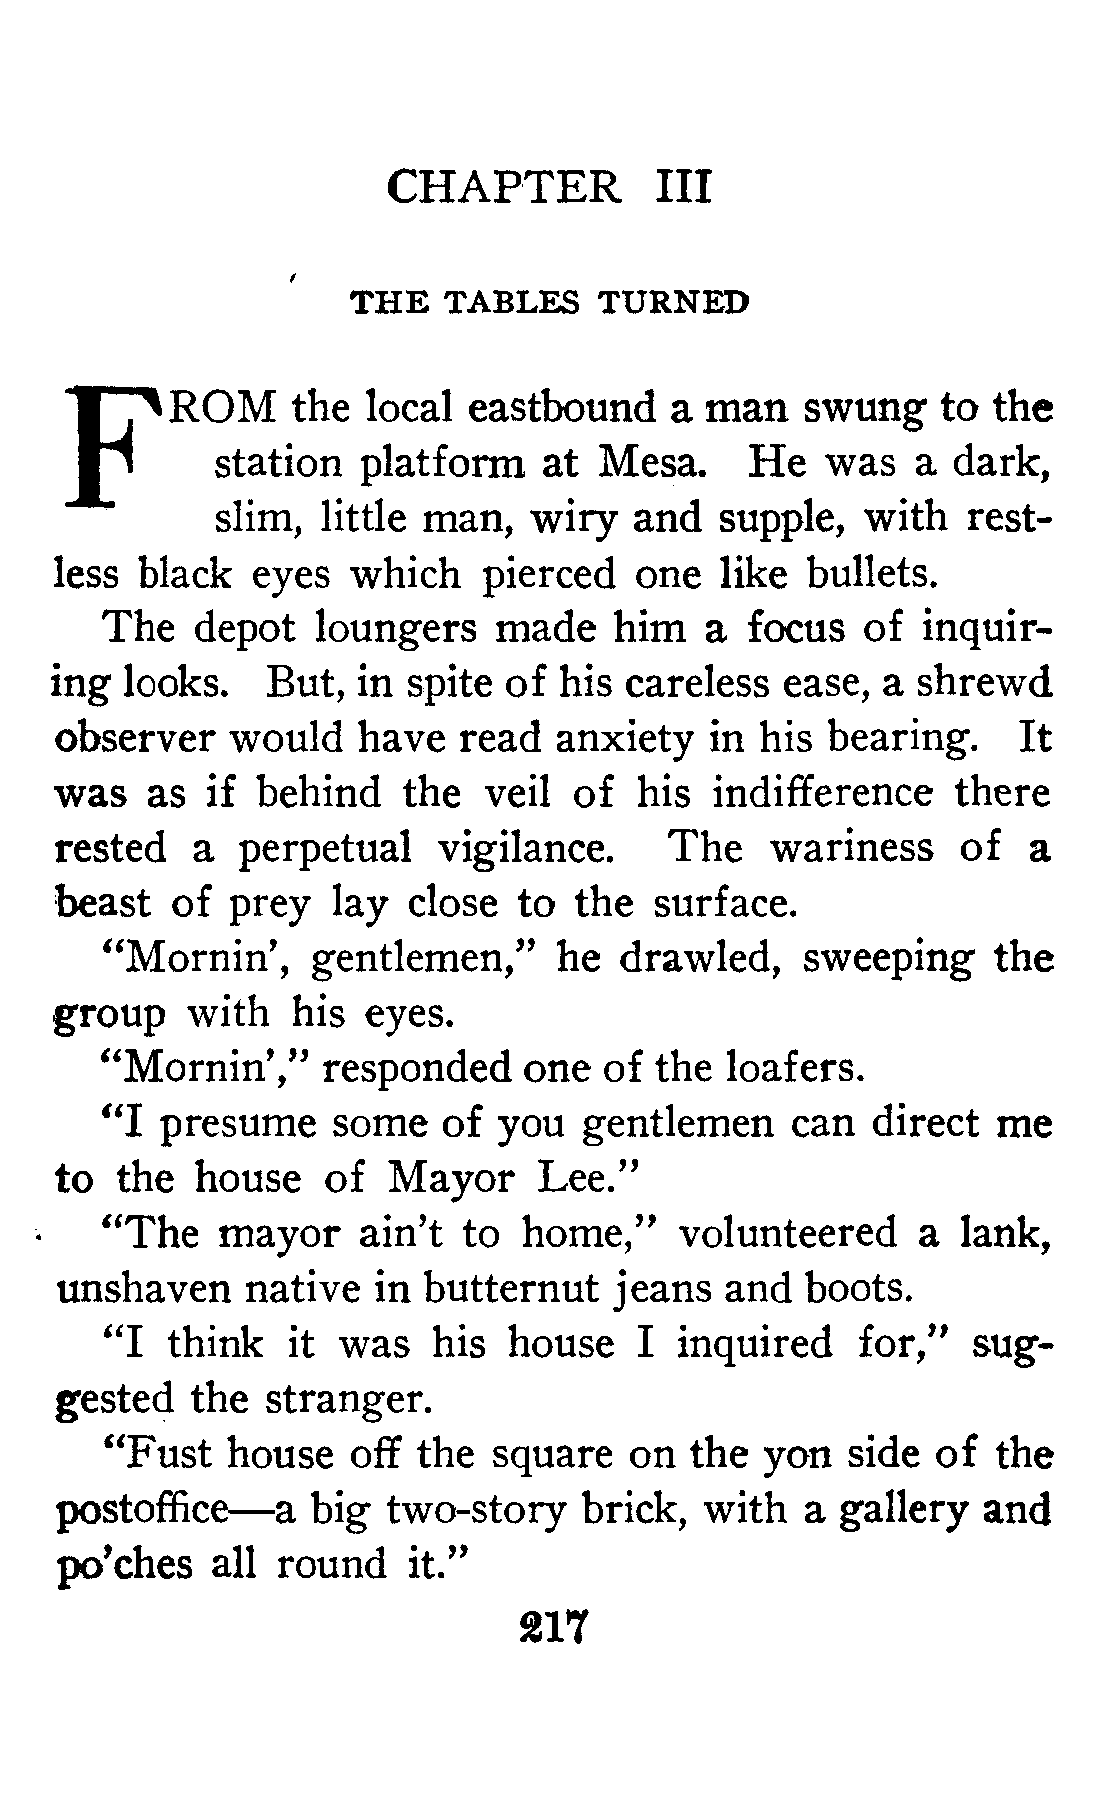 CHAPTER III
THE TABLES TURNED
FROM the local eastbound a man swung to the
station platform at Mesa. He was a dark,
slim, little man, wiry and supple, with rest-
less black eyes which pierced one like bullets.
The depot loungers made him a focus of inquir-
ing looks. But, in spite of his careless ease, a shrewd
observer would have read anxiety in his bearing. It
was as if behind the veil of his indifference there
rested a perpetual vigilance. The wariness of a
beast of prey lay close to the surface.
“Mornin’, gentlemen,” he drawled, sweeping the
group with his eyes.
“Mornin’,” responded one of the loafers.
“I presume some of you gentlemen can direct me
to the house of Mayor Lee.”
“The mayor ain’t to home,” volunteered a lank,
unshaven native in butternut jeans and boots.
“I think it was his house I inquired for,” sug-
gested the stranger.
“Fust house off the square on the yon side of the
postoffice—a big two-story brick, with a gallery and
po’ches all round it.”
217